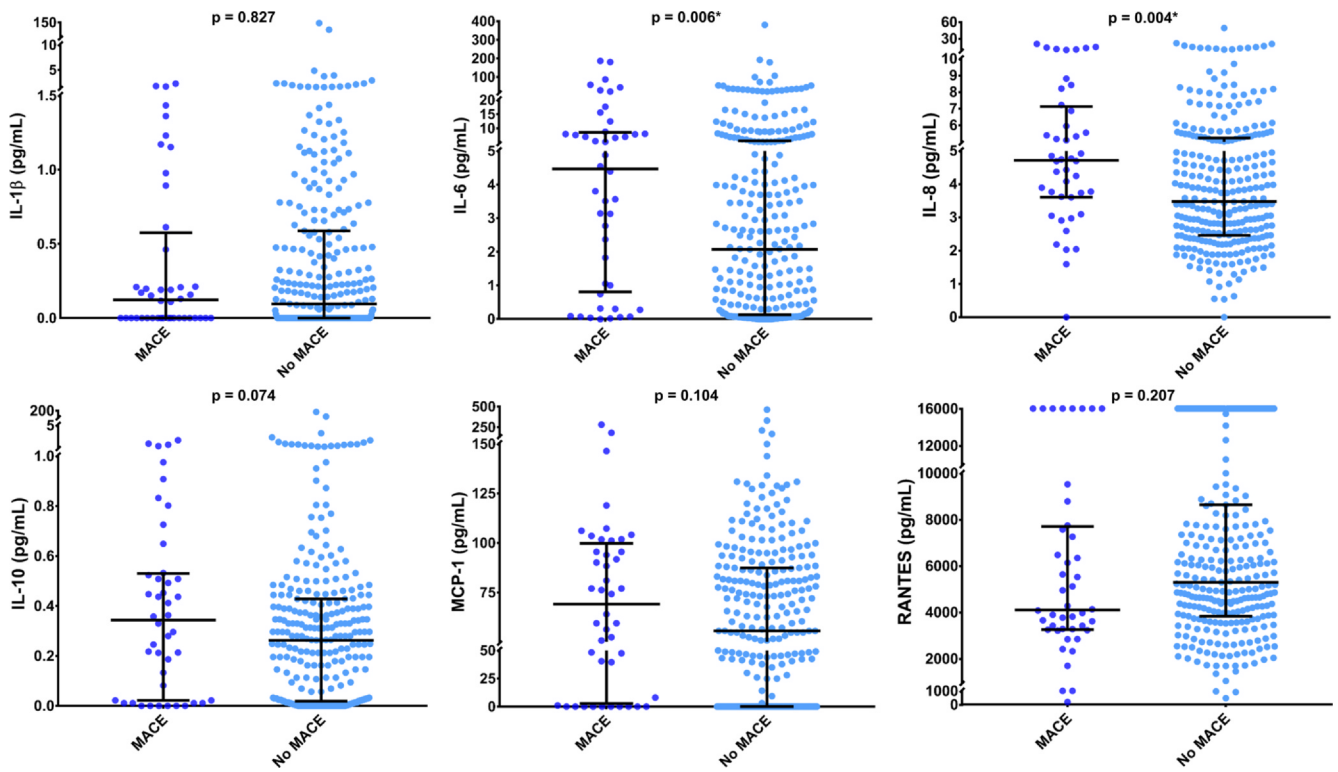 p = 0.827
IL-1β (pg/mL)
150
10
5
1.5
1.0
0.5
0.0
MACE
No MACE
p = 0.006*
IL-6 (pg/mL)
400
300
200
100
20
10
5
4
3
2
1
0
MACE
No MACE
p = 0.004*
IL-8 (pg/mL)
60
30
10
9
8
7
6
5
4
3
2
1
0
MACE
No MACE
p = 0.074
IL-10 (pg/mL)
200
5
1.0
0.8
0.6
0.4
0.2
0.0
MACE
No MACE
p = 0.104
MCP-1 (pg/mL)
500
150
125
100
75
50
25
0
MACE
No MACE
p = 0.207
RANTES (pg/mL)
16000
12000
10000
8000
6000
4000
2000
1000
0
MACE
No MACE